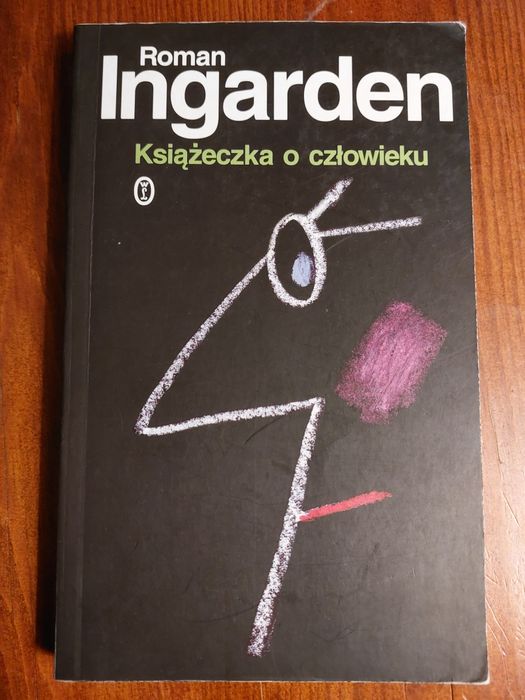 Roman
Ingarden
Książeczka o człowieku